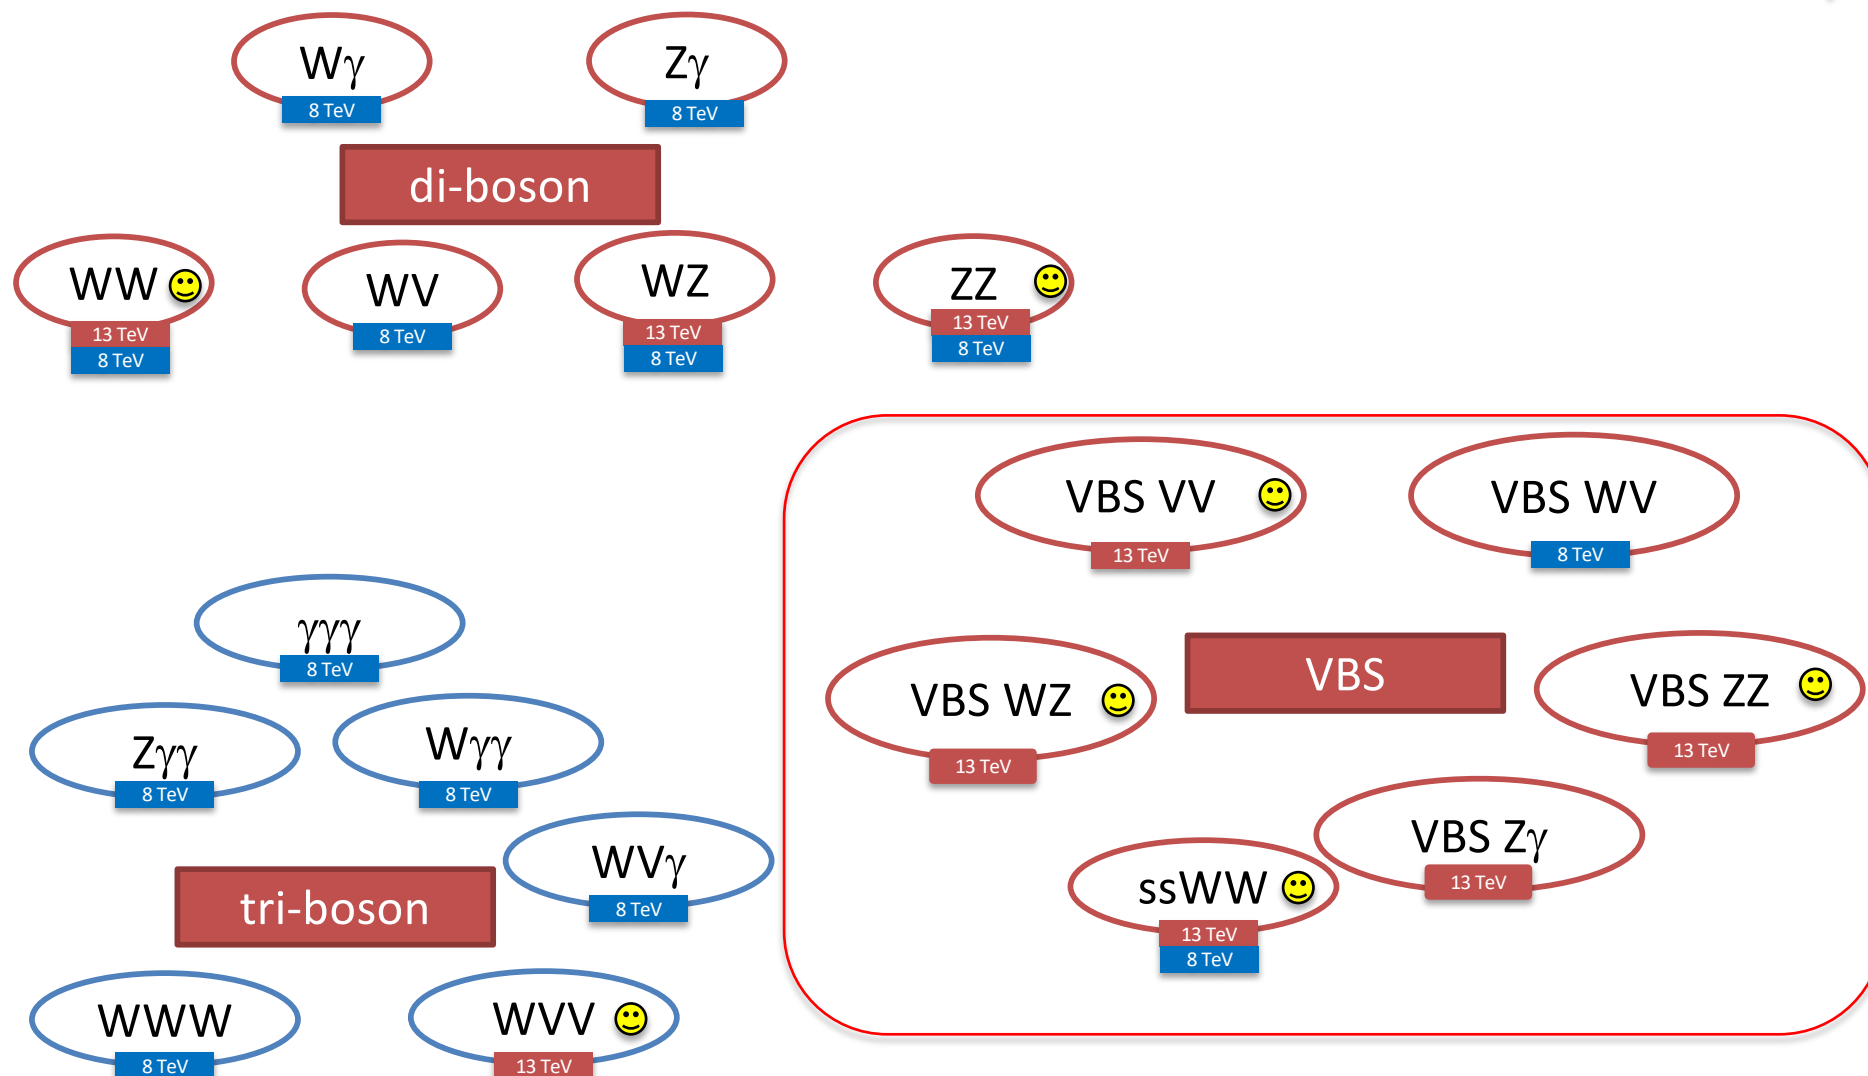 Wγ
8 TeV
Zγ
8 TeV
di-boson
WW
13 TeV
8 TeV
WV
8 TeV
WZ
13 TeV
8 TeV
ZZ
13 TeV
8 TeV
VBS VV
13 TeV
VBS WV
8 TeV
VBS WZ
13 TeV
VBS
VBS ZZ
13 TeV
VBS Zγ
13 TeV
ssWW
13 TeV
8 TeV
γγγ
8 TeV
Zγγ
8 TeV
Wγγ
8 TeV
WVγ
8 TeV
tri-boson
WWW
8 TeV
WVV
13 TeV